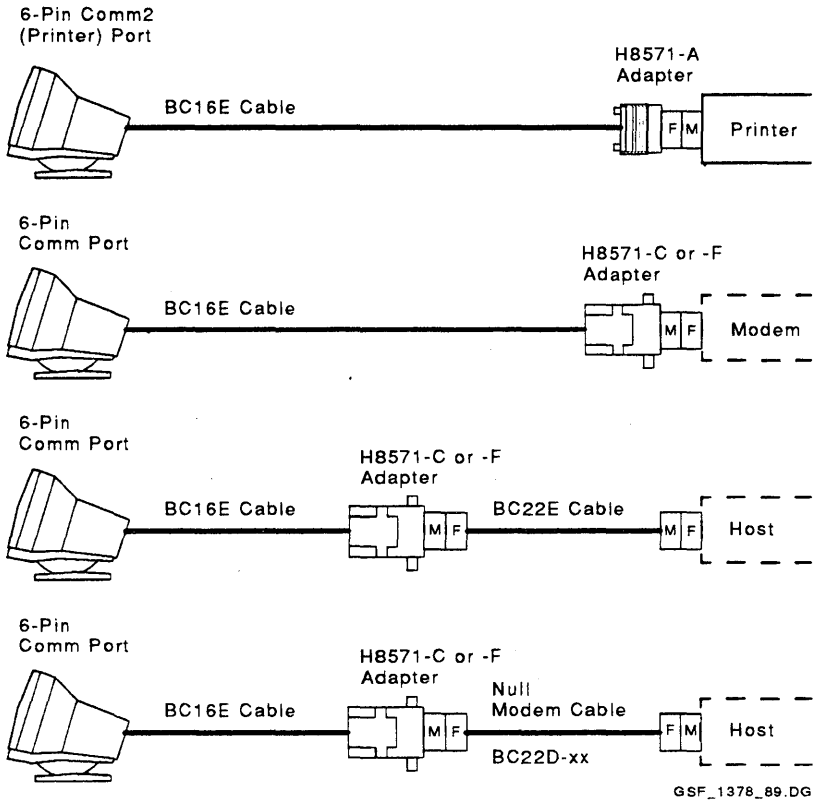 6-Pin Comm2
(Printer) Port
H8571-A
Adapter
BC16E Cable
F M
Printer
6-Pin
Comm Port
H8571-C or -F
Adapter
BC16E Cable
M F
Modem
6-Pin
Comm Port
H8571-C or -F
Adapter
BC16E Cable
BC22E Cable
M F
M F
Host
6-Pin
Comm Port
H8571-C or -F
Adapter
Null
Modem Cable
BC16E Cable
M F
F M
Host
BC22D-xx
GSF_1378_89.DG